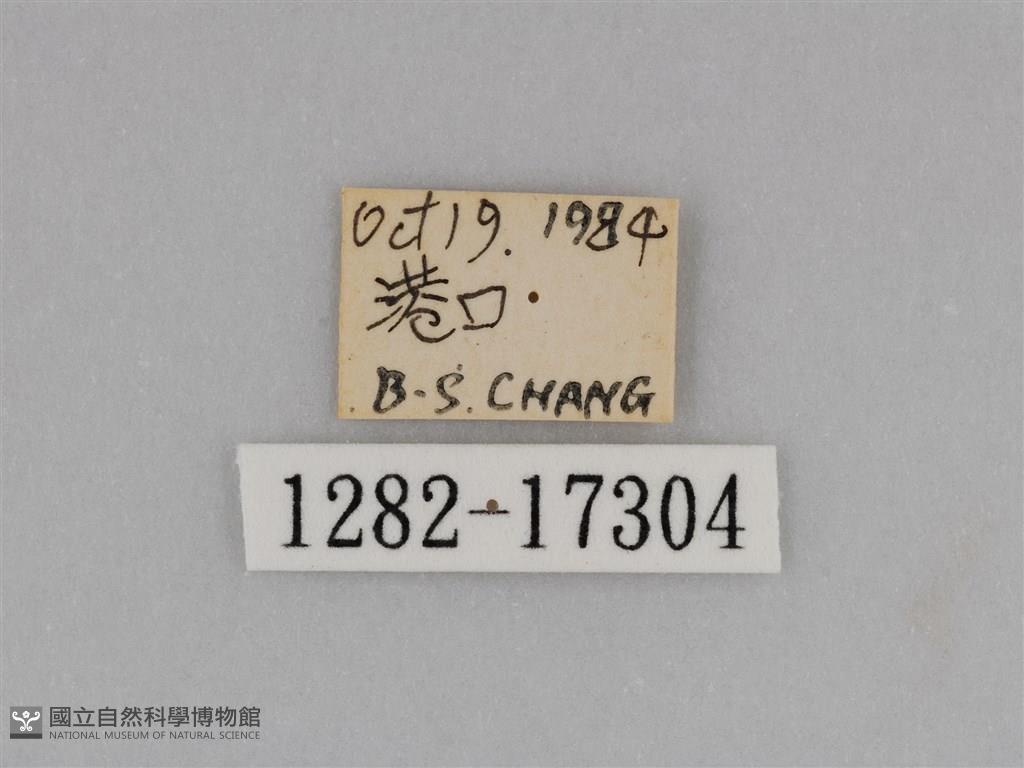 Oct 19. 1984
港口
B-S. CHANG
1282-17304
國立自然科學博物館
NATIONAL MUSEUM OF NATURAL SCIENCE